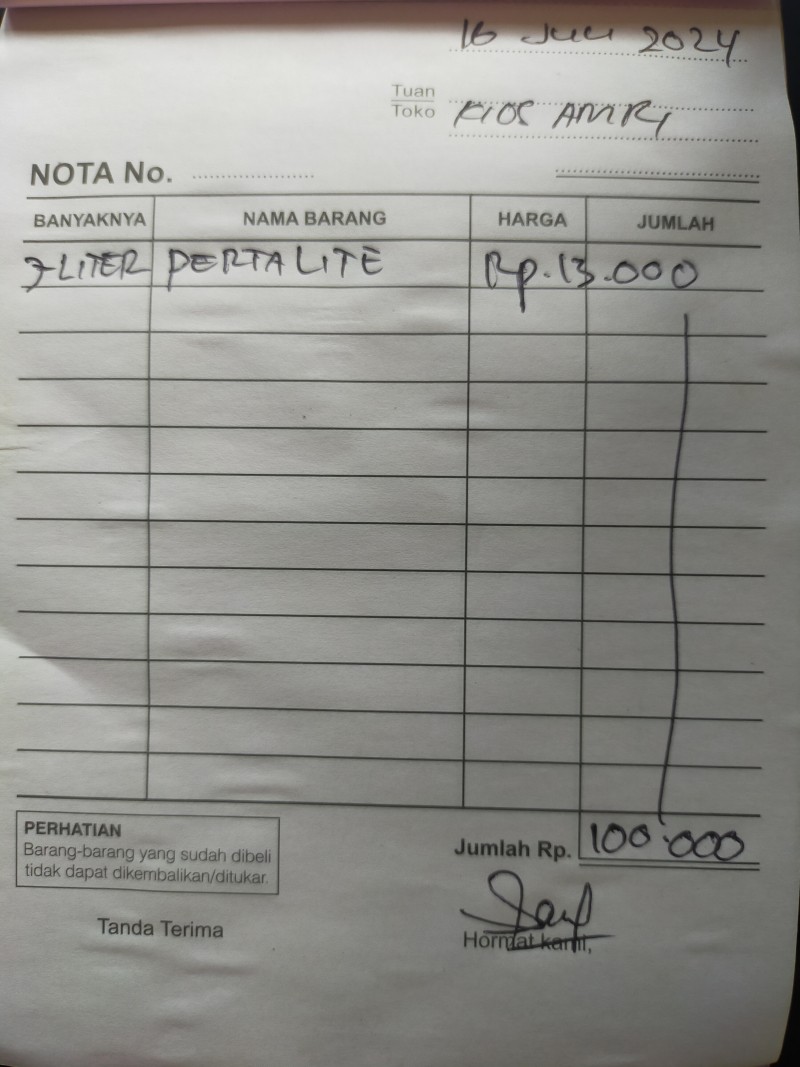 16 Juli 2024
Tuan
Toko KIOS AMRI
NOTA No.
BANYAKNYA NAMA BARANG HARGA JUMLAH
7 LITER PERTALITE Rp. 13.000
PERHATIAN
Barang-barang yang sudah dibeli
tidak dapat dikembalikan/ditukar.
Jumlah Rp. 100.000
Tanda Terima
Hormat kami,